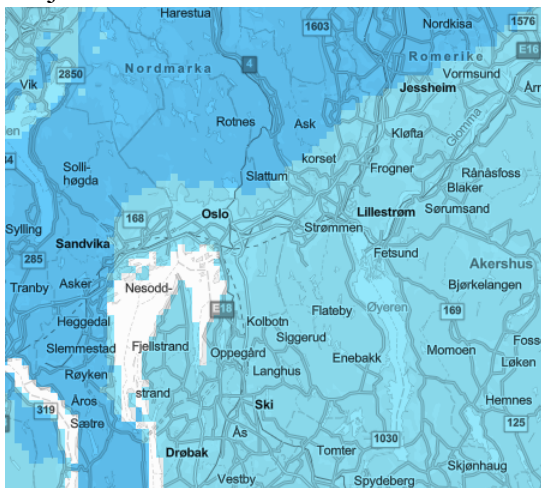 Harestua
Nordkisa
1603
1576
E16
Romerike
4
Nordmarka
Vormsund
2850
Vik
Jessheim
Rotnes
Ask
Kløfta
Glomma
korset
Frogner
Rånåsfoss
Solli-
høgda
Slattum
Blaker
168
Oslo
Lillestrøm
Sørumsand
Sylling
Strømmen
Sandvika
285
Fetsund
Akershus
Tranby
Asker
Nesodd-
Bjørkelangen
E18
Øyeren
169
Flateby
Heggedal
Kolbotn
Siggerud
Slemmestad
Fjellstrand
Oppegård
Enebakk
Momoen
Løken
Røyken
Langhus
strand
Åros
Ski
Hemnes
319
Sætre
Ås
125
1030
Drøbak
Tomter
Skjønhaug
Vestby
Spydeberg